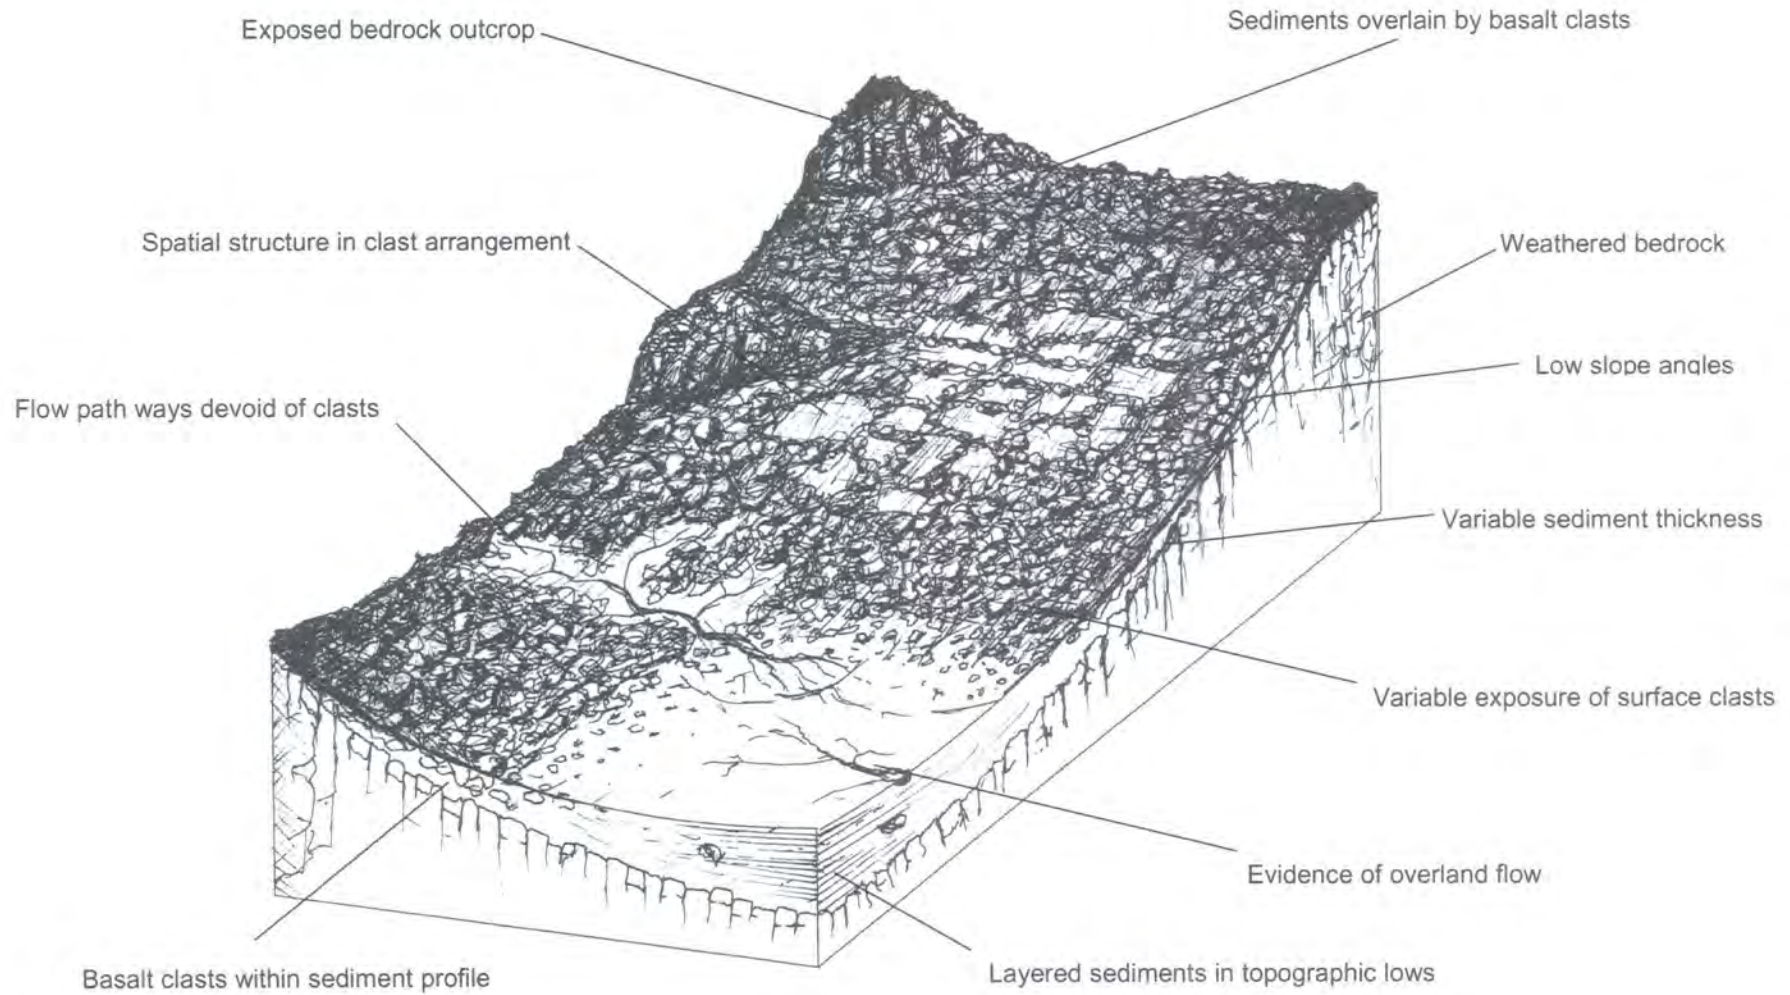 Exposed bedrock outcrop
Sediments overlain by basalt clasts
Spatial structure in clast arrangement
Weathered bedrock
Low slope angles
Flow path ways devoid of clasts
Variable sediment thickness
Variable exposure of surface clasts
Evidence of overland flow
Layered sediments in topographic lows
Basalt clasts within sediment profile